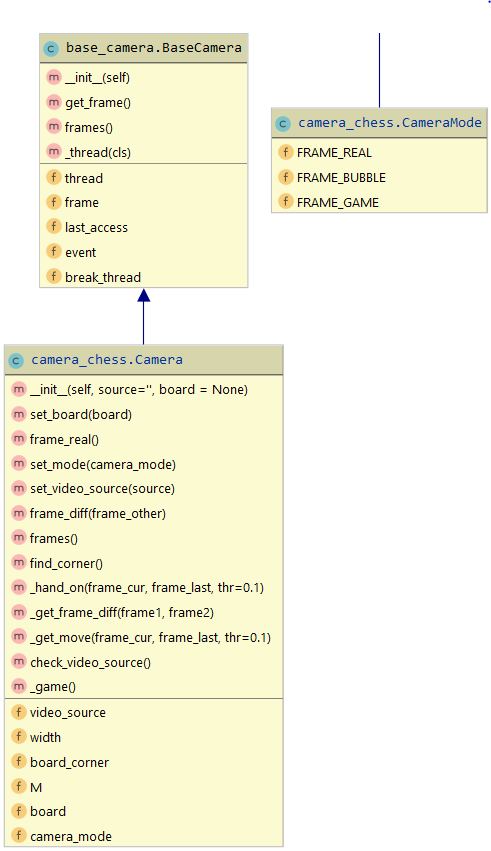 c base_camera.BaseCamera
m __init__(self)
m get_frame()
m frames()
m _thread(cls)
f thread
f frame
f last_access
f event
f break_thread
c camera_chess.CameraMode
f FRAME_REAL
f FRAME_BUBBLE
f FRAME_GAME
c camera_chess.Camera
m __init__(self, source='', board = None)
m set_board(board)
m frame_real()
m set_mode(camera_mode)
m set_video_source(source)
m frame_diff(frame_other)
m frames()
m find_corner()
m _hand_on(frame_cur, frame_last, thr=0.1)
m _get_frame_diff(frame1, frame2)
m _get_move(frame_cur, frame_last, thr=0.1)
m check_video_source()
m _game()
f video_source
f width
f board_corner
f M
f board
f camera_mode